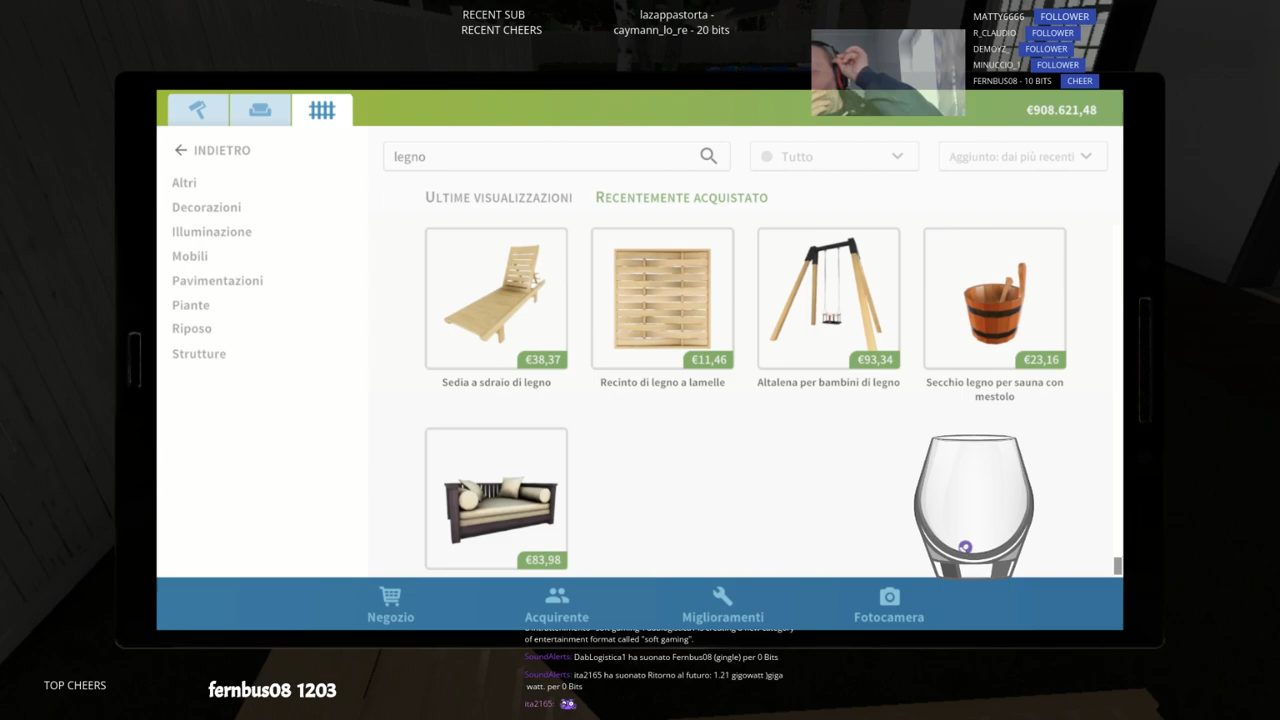 RECENT SUB
lazappastorta -
RECENT CHEERS
caymann_lo_re - 20 bits
MATTY6666 FOLLOWER
R_CLAUDIO FOLLOWER
DEMOYZ_ FOLLOWER
MINUCCIO_1 FOLLOWER
FERNBUS08 - 10 BITS CHEER
€908.621,48
INDIETRO
legno
Tutto
Aggiunto: dai più recenti
Altri
Decorazioni
Illuminazione
Mobili
Pavimentazioni
Piante
Riposo
Strutture
ULTIME VISUALIZZAZIONI
RECENTEMENTE ACQUISTATO
€38,37
€11,46
€93,34
€23,16
Sedia a sdraio di legno
Recinto di legno a lamelle
Altalena per bambini di legno
Secchio legno per sauna con
mestolo
€83,98
Negozio
Acquirente
Miglioramenti
Fotocamera
of entertainment format called "soft gaming".
SoundAlerts: DabLogistica1 ha suonato Fernbus08 (gingle) per 0 Bits
SoundAlerts: ita2165 ha suonato Ritorno al futuro: 1.21 gigowatt )giga
watt. per 0 Bits
ita2165:
TOP CHEERS
fernbus08 1203